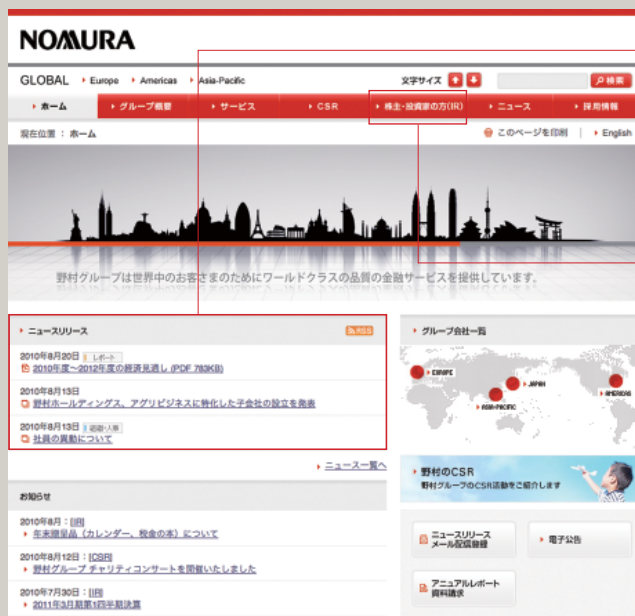 NOMURA
GLOBAL Europe Americas Asia-Pacific 文字サイズ 検索
ホーム グループ概要 サービス CSR 株主・投資家の方(IR) ニュース 採用情報
現在位置 : ホーム このページを印刷 | English
野村グループは世界中のお客さまのためにワールドクラスの品質の金融サービスを提供しています。
ニュースリリース RSS
2010年8月20日 レポート
2010年度~2012年度の経済見通し (PDF 783KB)
2010年8月13日
野村ホールディングス、アグリビジネスに特化した子会社の設立を発表
2010年8月13日 組織・人事
社員の異動について
ニュース一覧へ
お知らせ
2010年8月 : [IR]
年末贈呈品(カレンダー、税金の本)について
2010年8月12日 : [CSR]
野村グループ チャリティコンサートを開催いたしました
2010年7月30日 : [IR]
2011年3月期第1四半期決算
グループ会社一覧
EUROPE
JAPAN
AMERICAS
ASIA-PACIFIC
野村のCSR
野村グループのCSR活動をご紹介します
ニュースリリース
メール配信登録
電子公告
アニュアルレポート
資料請求